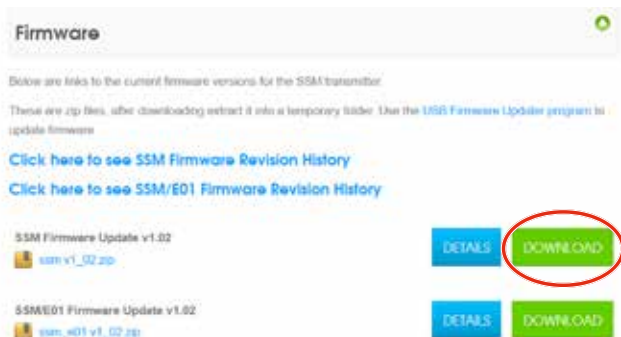 Firmware
Below are links to the current firmware versions for the SSM transmitter.
These are zip files, after downloading extract it into a temporary folder. Use the USB Firmware Updater program to
update firmware
Click here to see SSM Firmware Revision History
Click here to see SSM/E01 Firmware Revision History
SSM Firmware Update v1.02
DETAILS DOWNLOAD
ssm v1_02.zip
SSM/E01 Firmware Update v1.02
DETAILS DOWNLOAD
ssm_e01 v1_02.zip